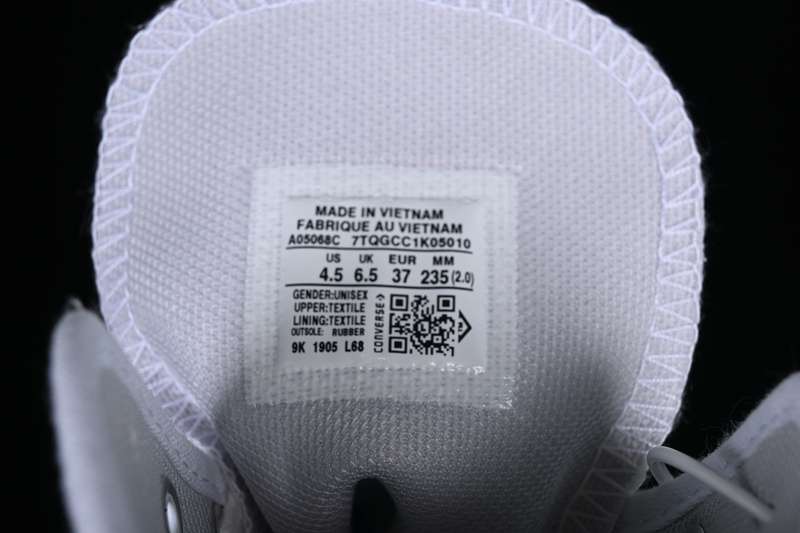 MADE IN VIETNAM
FABRIQUE AU VIETNAM
A05068C 7TQGCC1K05010
US UK EUR MM
4.5 6.5 37 235(2.0)
GENDER:UNISEX
UPPER:TEXTILE
LINING:TEXTILE
OUTSOLE: RUBBER
9K 1905 L68
CONVERSE